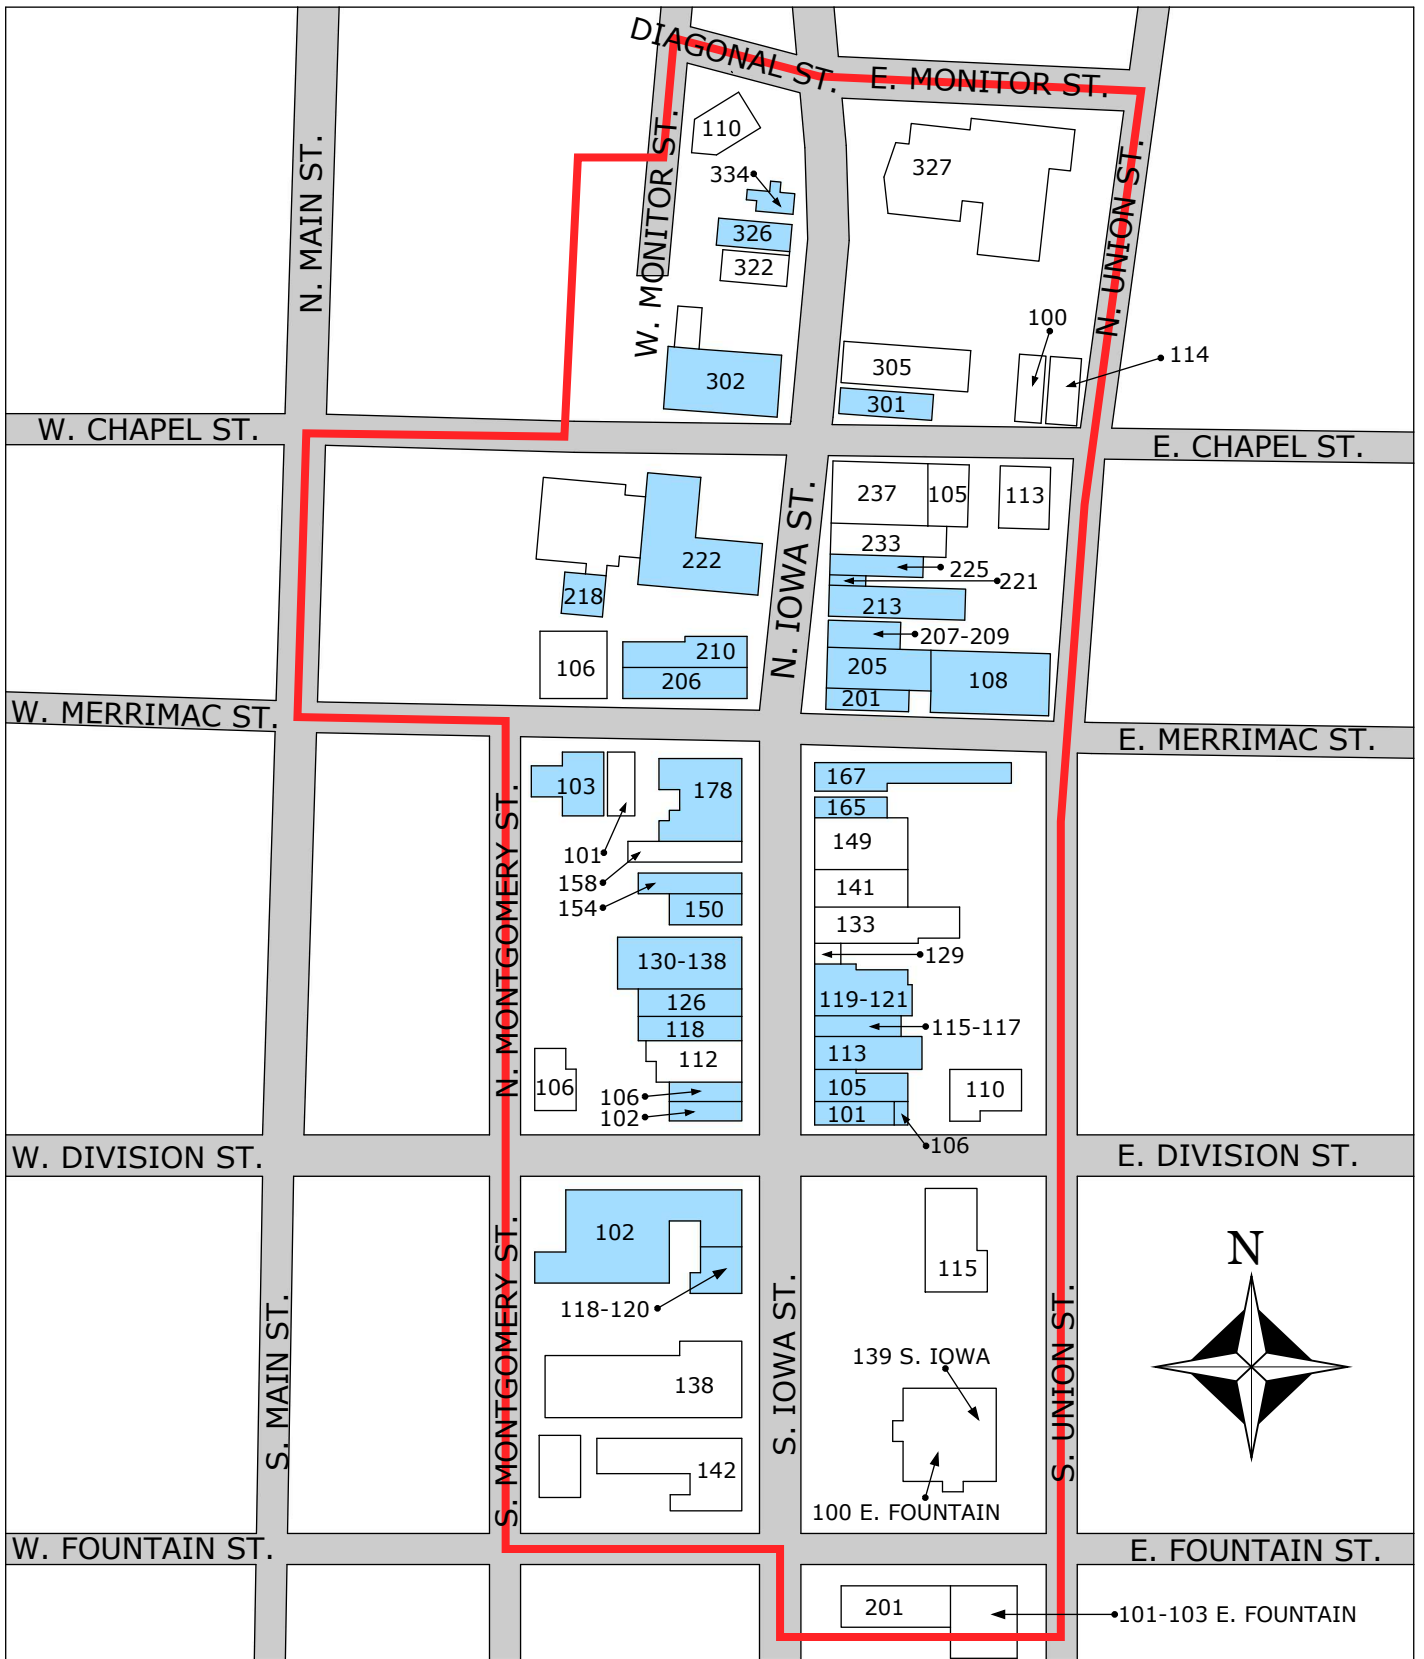 DIAGONAL ST.
E. MONITOR ST.
N. MAIN ST.
W. MONITOR ST.
N. UNION ST.
110
334
326
322
302
327
100
114
305
301
W. CHAPEL ST.
E. CHAPEL ST.
N. IOWA ST.
222
218
106
210
206
237
105
113
233
225
221
213
207-209
205
108
201
W. MERRIMAC ST.
E. MERRIMAC ST.
N. MONTGOMERY ST.
103
178
101
158
154
150
130-138
126
118
112
106
106
102
167
165
149
141
133
129
119-121
115-117
113
105
110
101
106
W. DIVISION ST.
E. DIVISION ST.
S. MAIN ST.
S. MONTGOMERY ST.
S. IOWA ST.
S. UNION ST.
102
118-120
138
142
115
139 S. IOWA
100 E. FOUNTAIN
N
W. FOUNTAIN ST.
E. FOUNTAIN ST.
201
101-103 E. FOUNTAIN